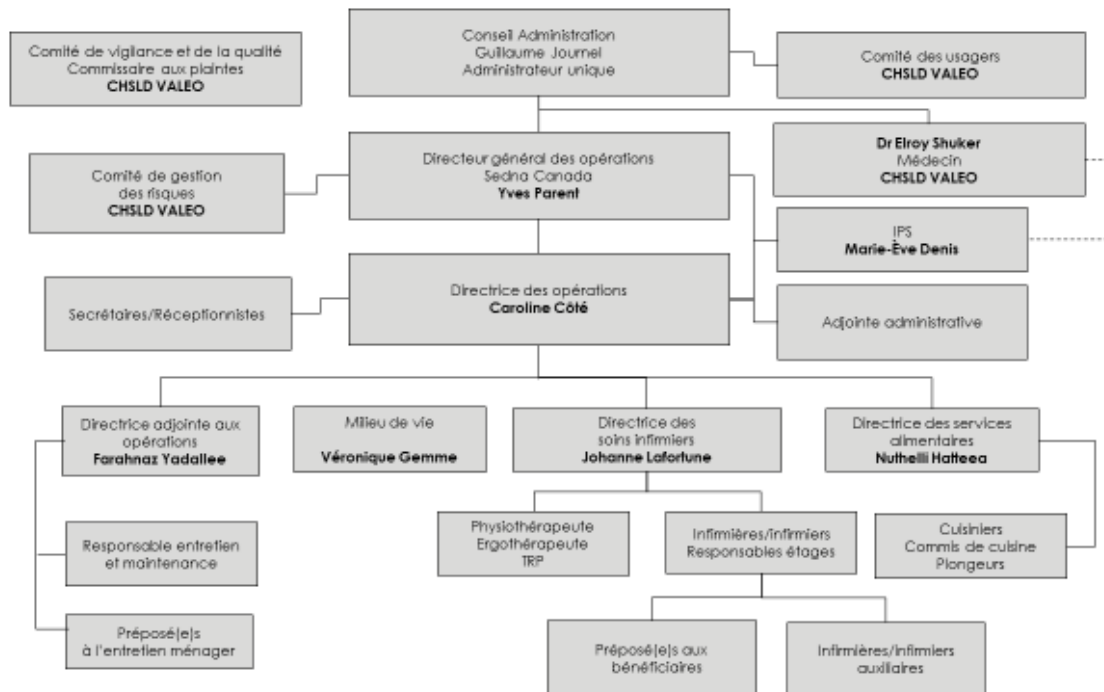 Comité de vigilance et de la qualité
Commissaire aux plaintes
CHSLD VALEO
Conseil Administration
Guillaume Journel
Administrateur unique
Comité des usagers
CHSLD VALEO
Dr Elroy Shuker
Médecin
CHSLD VALEO
Comité de gestion
des risques
CHSLD VALEO
Directeur général des opérations
Sedna Canada
Yves Parent
IPS
Marie-Ève Denis
Secrétaires/Réceptionnistes
Directrice des opérations
Caroline Côté
Adjointe administrative
Directrice adjointe aux
opérations
Farahnaz Yadallee
Milieu de vie
Véronique Gemme
Directrice des
soins infirmiers
Johanne Lafortune
Directrice des services
alimentaires
Nuthelli Hatteea
Responsable entretien
et maintenance
Physiothérapeute
Ergothérapeute
TRP
Infirmières/infirmiers
Responsables étages
Cuisiniers
Commis de cuisine
Plongeurs
Préposé(e)s
à l'entretien ménager
Préposé(e)s aux
bénéficiaires
Infirmières/infirmiers
auxiliaires